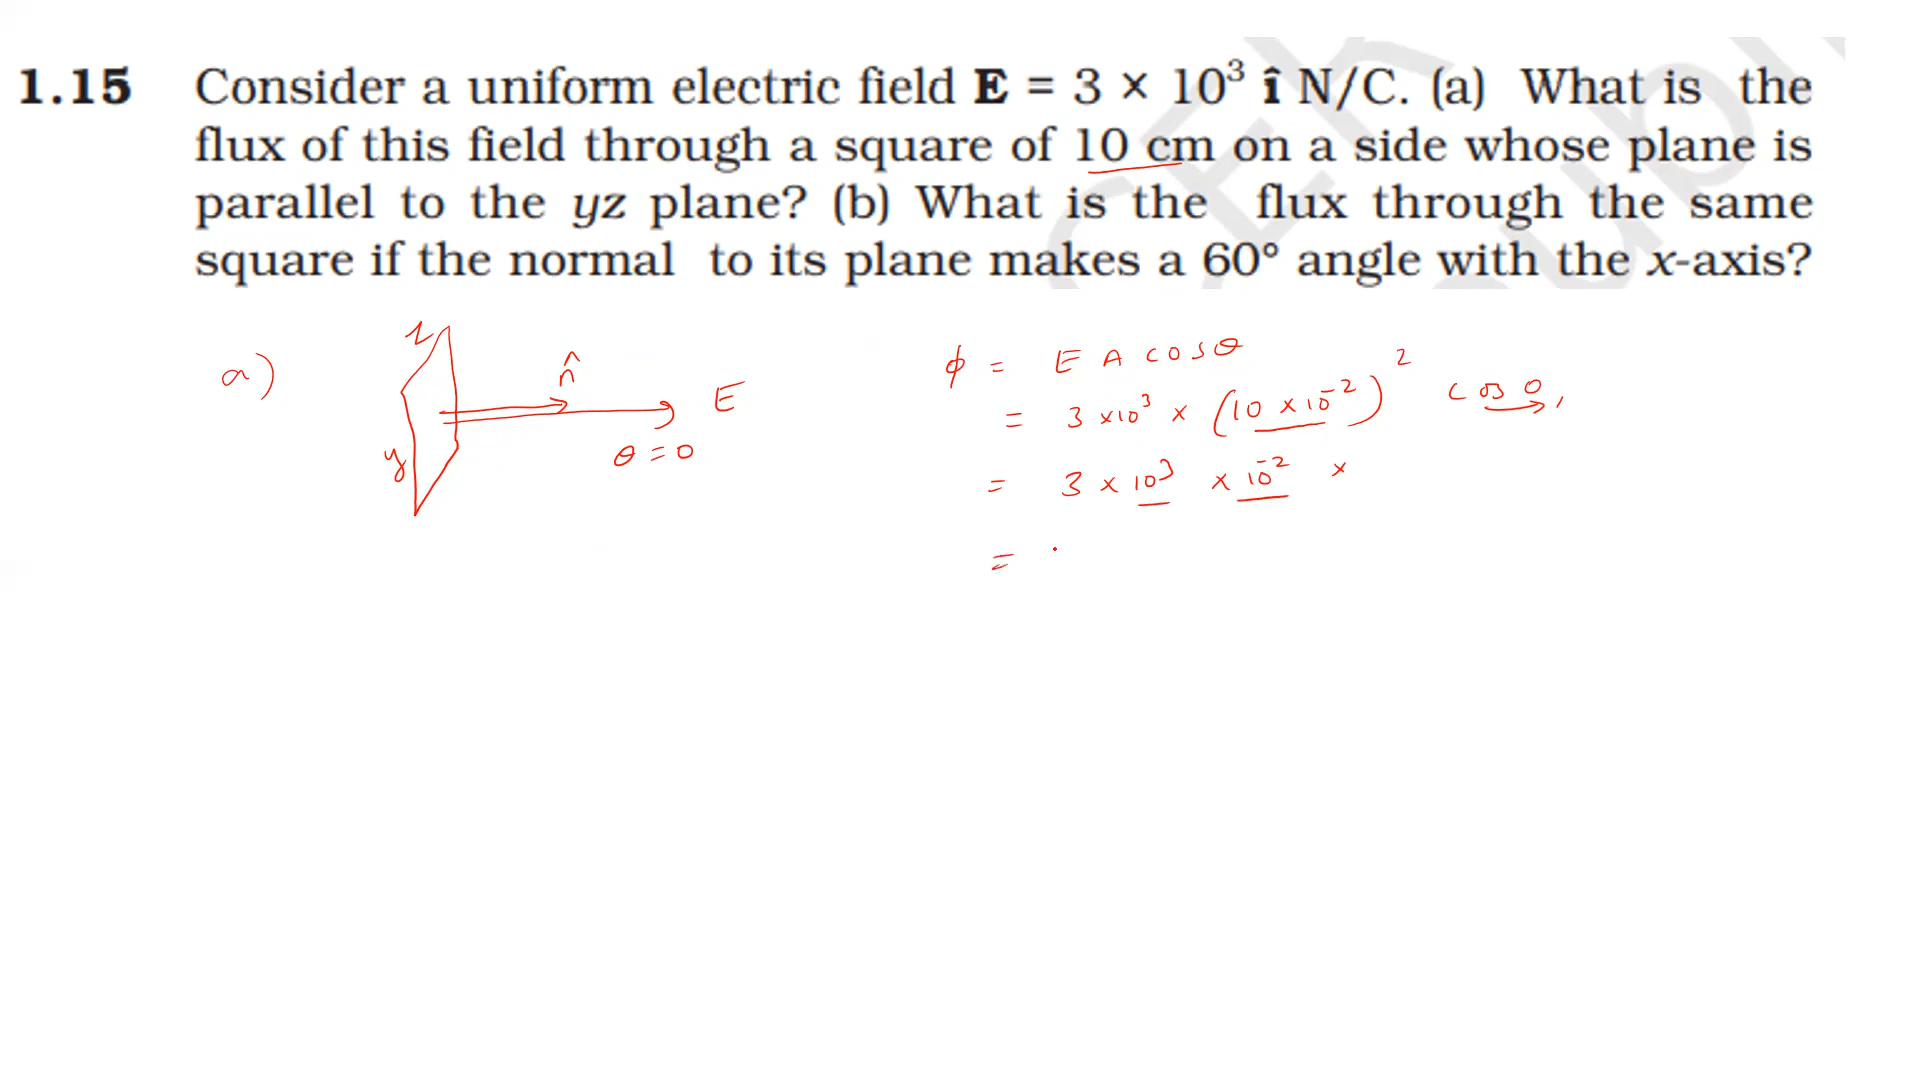 1.15 Consider a uniform electric field E = 3 × 10³ î N/C. (a) What is the
flux of this field through a square of 10 cm on a side whose plane is
parallel to the yz plane? (b) What is the flux through the same
square if the normal to its plane makes a 60° angle with the x-axis?
a)
z
n̂
E
θ = 0
y
ϕ = E A cosθ
= 3 ×10³ × (10 ×10⁻²)² cos 0,
= 3 × 10³ × 10⁻² ×
=